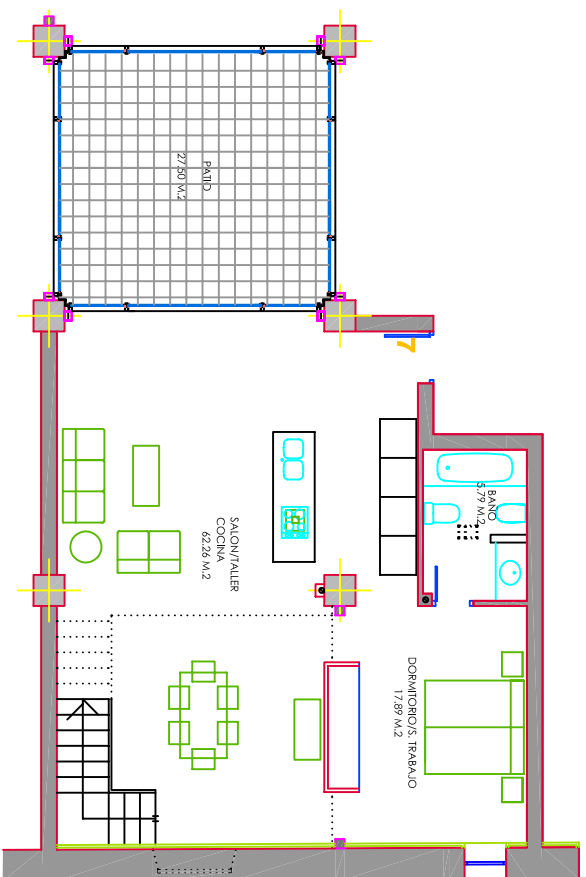 PATIO
27.50 M.2
7
BAÑO
5.79 M.2
SALON/TALLER
COCINA
62.26 M.2
DORMITORIO/S. TRABAJO
17.89 M.2